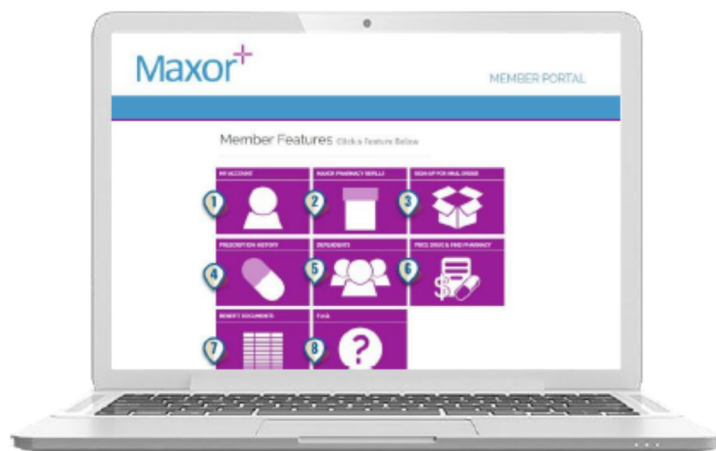 Maxor+
MEMBER PORTAL
Member Features Click a Feature Below
MY ACCOUNT
MAXOR PHARMACY REFILLS
SIGN UP FOR MAIL ORDER
1
2
3
PRESCRIPTION HISTORY
DEPENDENTS
PRICE DRUG & FIND PHARMACY
4
5
6
$
BENEFIT DOCUMENTS
F.A.Q.
7
8
?